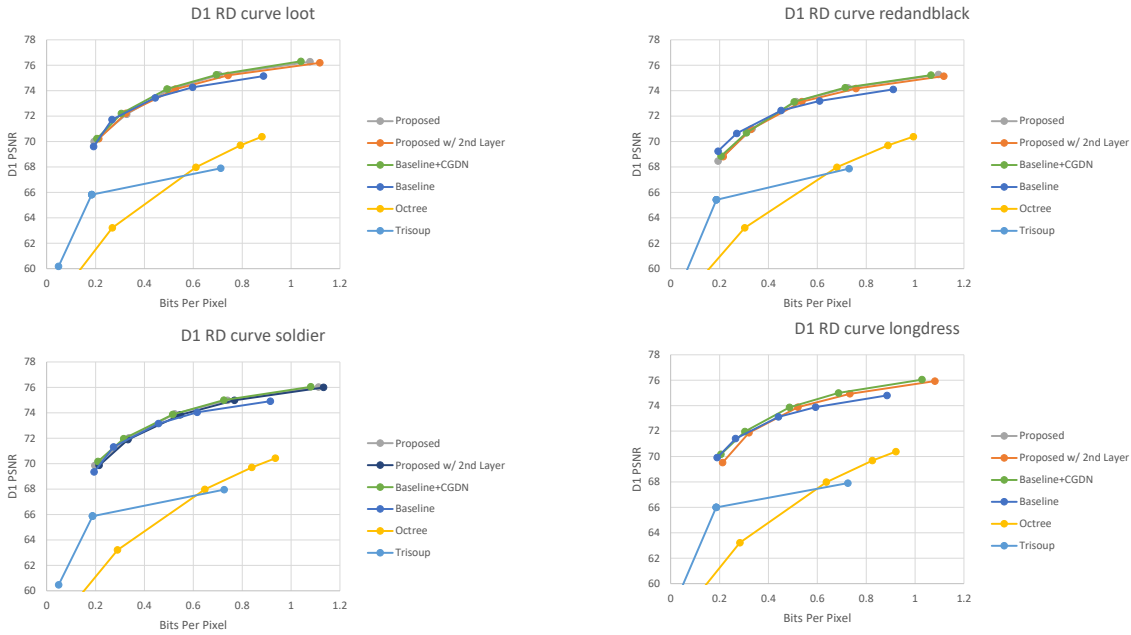 D1 RD curve loot
78
76
74
72
70
68
66
64
62
60
D1 PSNR
0
0.2
0.4
0.6
0.8
1
1.2
Bits Per Pixel
Proposed
Proposed w/ 2nd Layer
Baseline+CGDN
Baseline
Octree
Trisoup
D1 RD curve redandblack
78
76
74
72
70
68
66
64
62
60
D1 PSNR
0
0.2
0.4
0.6
0.8
1
1.2
Bits Per Pixel
Proposed
Proposed w/ 2nd Layer
Baseline+CGDN
Baseline
Octree
Trisoup
D1 RD curve soldier
78
76
74
72
70
68
66
64
62
60
D1 PSNR
0
0.2
0.4
0.6
0.8
1
1.2
Bits Per Pixel
Proposed
Proposed w/ 2nd Layer
Baseline+CGDN
Baseline
Octree
Trisoup
D1 RD curve longdress
78
76
74
72
70
68
66
64
62
60
D1 PSNR
0
0.2
0.4
0.6
0.8
1
1.2
Bits Per Pixel
Proposed
Proposed w/ 2nd Layer
Baseline+CGDN
Baseline
Octree
Trisoup